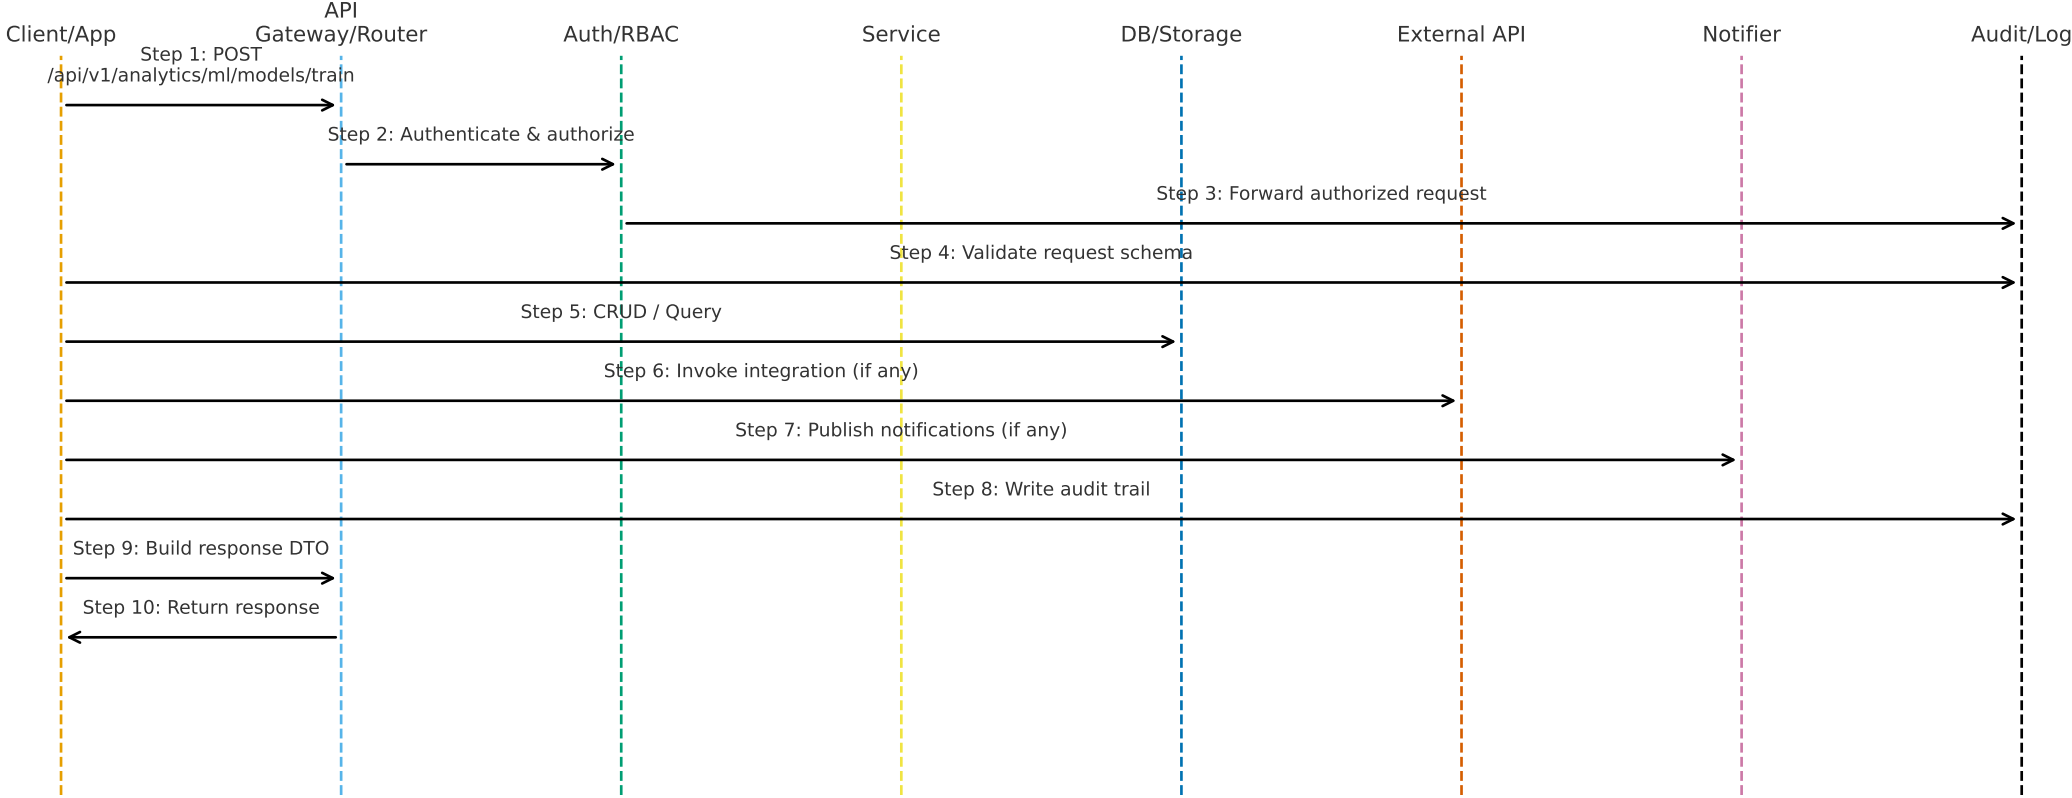 API
Client/App
Gateway/Router
Auth/RBAC
Service
DB/Storage
External API
Notifier
Audit/Log
Step 1: POST
/api/v1/analytics/ml/models/train
Step 2: Authenticate & authorize
Step 3: Forward authorized request
Step 4: Validate request schema
Step 5: CRUD / Query
Step 6: Invoke integration (if any)
Step 7: Publish notifications (if any)
Step 8: Write audit trail
Step 9: Build response DTO
Step 10: Return response